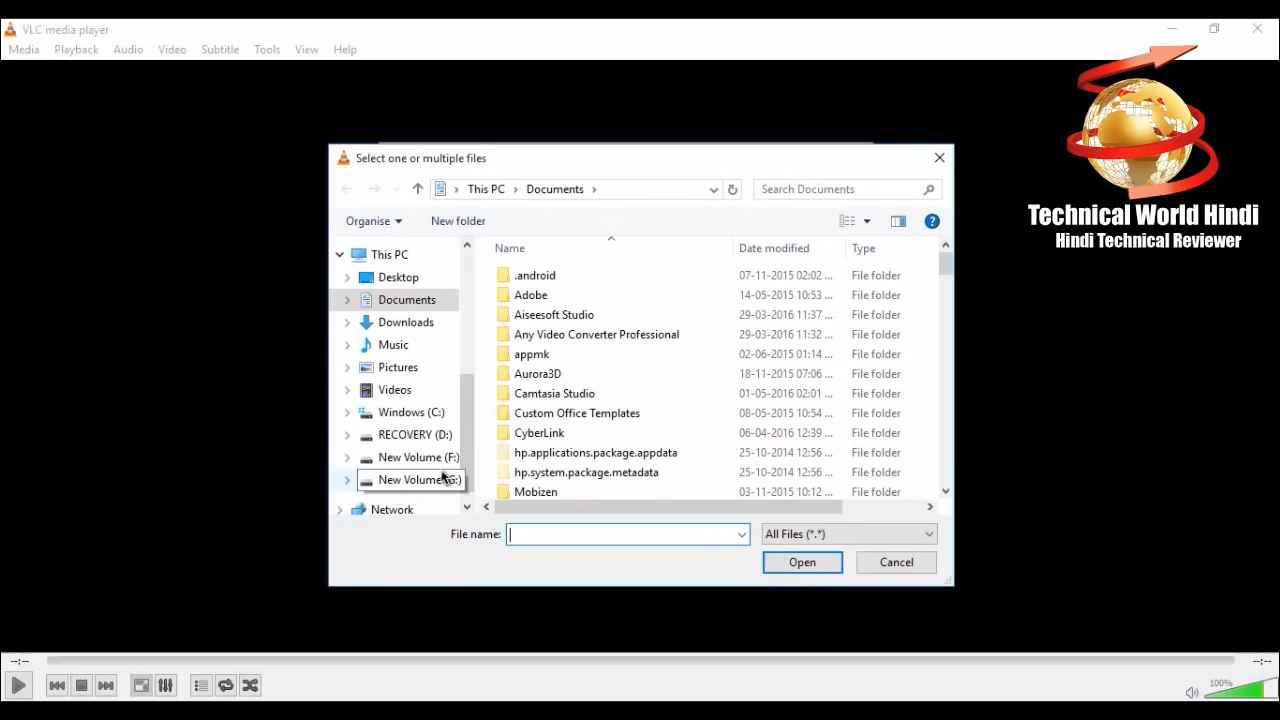 VLC media player
Media Playback Audio Video Subtitle Tools View Help
Technical World Hindi
Hindi Technical Reviewer
Select one or multiple files
This PC > Documents >
Search Documents
Organise
New folder
This PC
Desktop
Documents
Downloads
Music
Pictures
Videos
Windows (C:)
RECOVERY (D:)
New Volume (F:)
New Volume
Network
Name Date modified Type
.android 07-11-2015 02:02 ... File folder
Adobe 14-05-2015 10:53 ... File folder
Aiseesoft Studio 29-03-2016 11:37 ... File folder
Any Video Converter Professional 29-03-2016 11:32 ... File folder
appmk 02-06-2015 01:14 ... File folder
Aurora3D 18-11-2015 07:06 ... File folder
Camtasia Studio 01-05-2016 02:01 ... File folder
Custom Office Templates 08-05-2015 10:54 ... File folder
CyberLink 06-04-2016 12:39 ... File folder
hp.applications.package.appdata 25-10-2014 12:56 ... File folder
hp.system.package.metadata 25-10-2014 12:56 ... File folder
Mobizen 03-11-2015 10:12 ... File folder
File name:
All Files (*.*)
Open
Cancel
--:-- --:--
100%